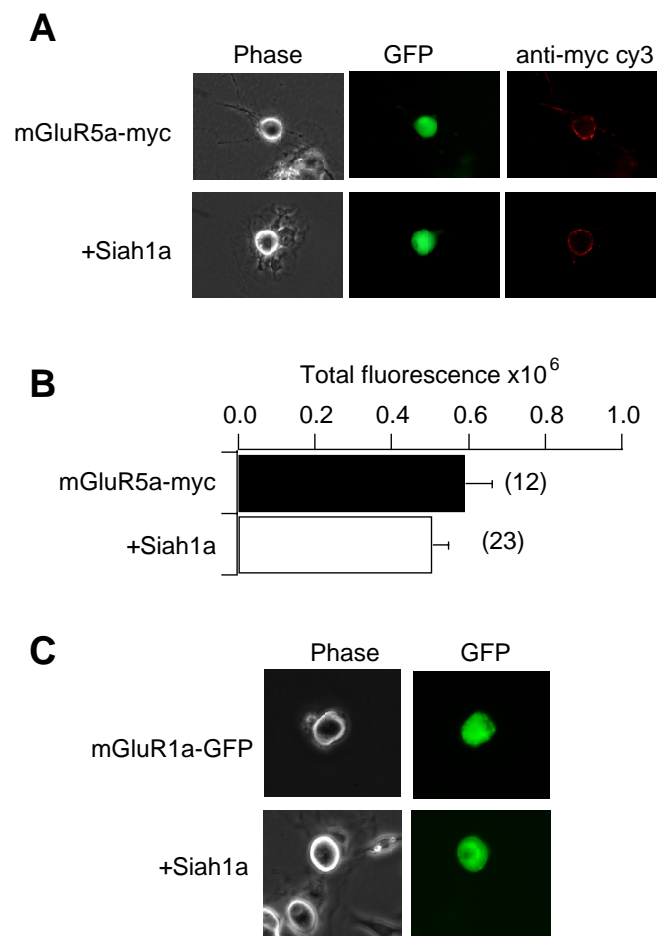 A
Phase GFP anti-myc cy3
mGluR5a-myc
+Siah1a
B
Total fluorescence x10^6
0.0 0.2 0.4 0.6 0.8 1.0
mGluR5a-myc (12)
+Siah1a (23)
C
Phase GFP
mGluR1a-GFP
+Siah1a